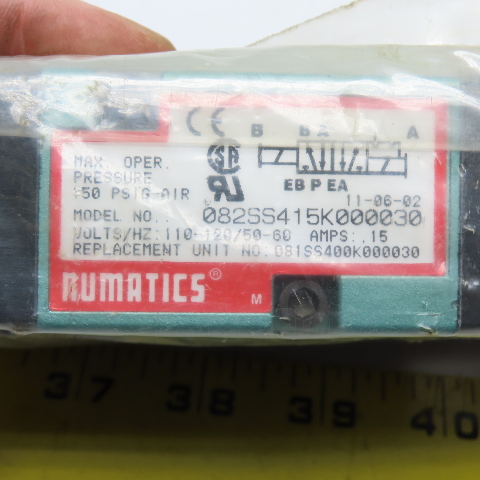 B B A A
MAX. OPER.
PRESSURE
150 PSIG-AIR
EB P EA
11-06-02
MODEL NO.: 082SS415K000030
VOLTS/HZ: 110-120/50-60 AMPS: .15
REPLACEMENT UNIT NO: 081SS400K000030
NUMATICS®
M
37 38 39 40